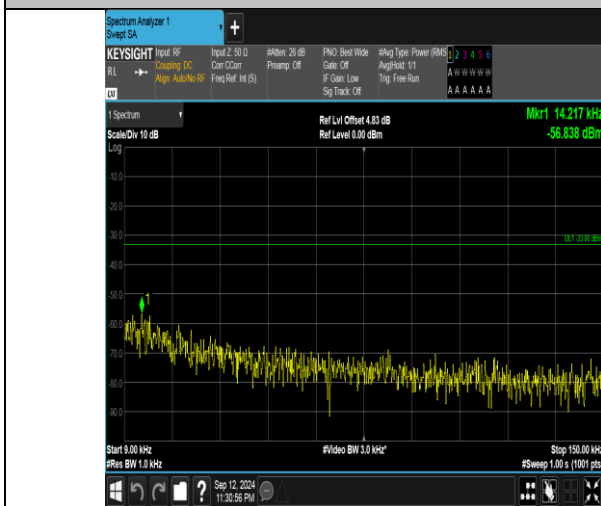 Spectrum Analyzer 1
Swept SA
+
KEYSIGHT
RL
Input: RF
Coupling: DC
Align: Auto/No RF
Input Z: 50 Ω
Corr CCorr
Freq Ref: Int (S)
#Atten: 26 dB
Preamp: Off
PNO: Best Wide
Gate: Off
IF Gain: Low
Sig Track: Off
#Avg Type: Power (RMS
Avg|Hold: 1/1
Trig: Free Run
1 2 3 4 5 6
A W W W W W
A A A A A A
1 Spectrum
Scale/Div 10 dB
Log
Ref Lvl Offset 4.83 dB
Ref Level 0.00 dBm
Mkr1 14.217 kHz
-56.838 dBm
-10.0
-20.0
-30.0
DL1 -33.00 dBm
-40.0
-50.0
1
-60.0
-70.0
-80.0
-90.0
Start 9.00 kHz
#Res BW 1.0 kHz
#Video BW 3.0 kHz*
Stop 150.00 kHz
#Sweep 1.00 s (1001 pts
?
Sep 12, 2024
11:30:56 PM